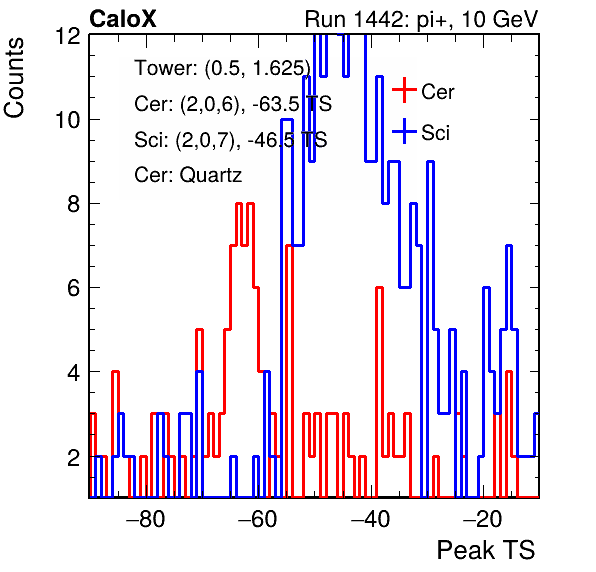 CaloX Run 1442: pi+, 10 GeV
Counts
12
10
8
6
4
2
Tower: (0.5, 1.625)
Cer: (2,0,6), -63.5 TS
Sci: (2,0,7), -46.5 TS
Cer: Quartz
Cer
Sci
−80 −60 −40 −20
Peak TS